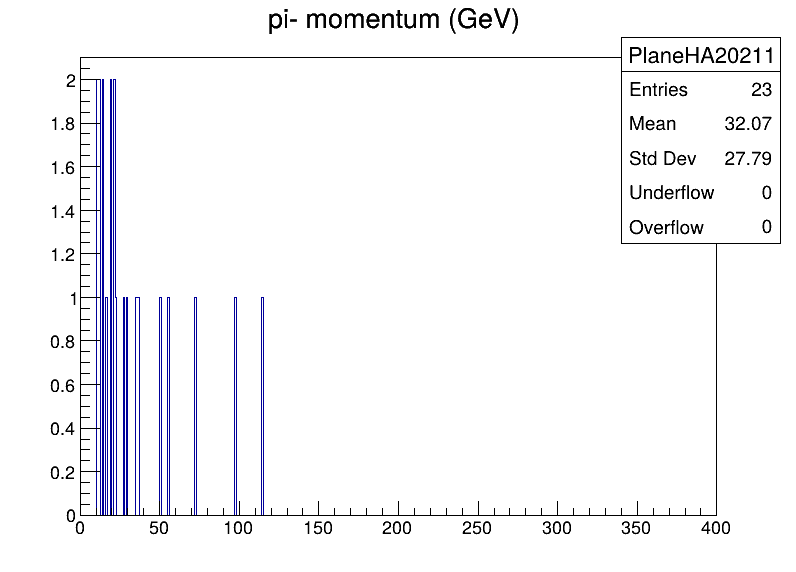 pi- momentum (GeV)
PlaneHA20211
Entries 23
Mean 32.07
Std Dev 27.79
Underflow 0
Overflow 0
2
1.8
1.6
1.4
1.2
1
0.8
0.6
0.4
0.2
0
0 50 100 150 200 250 300 350 400